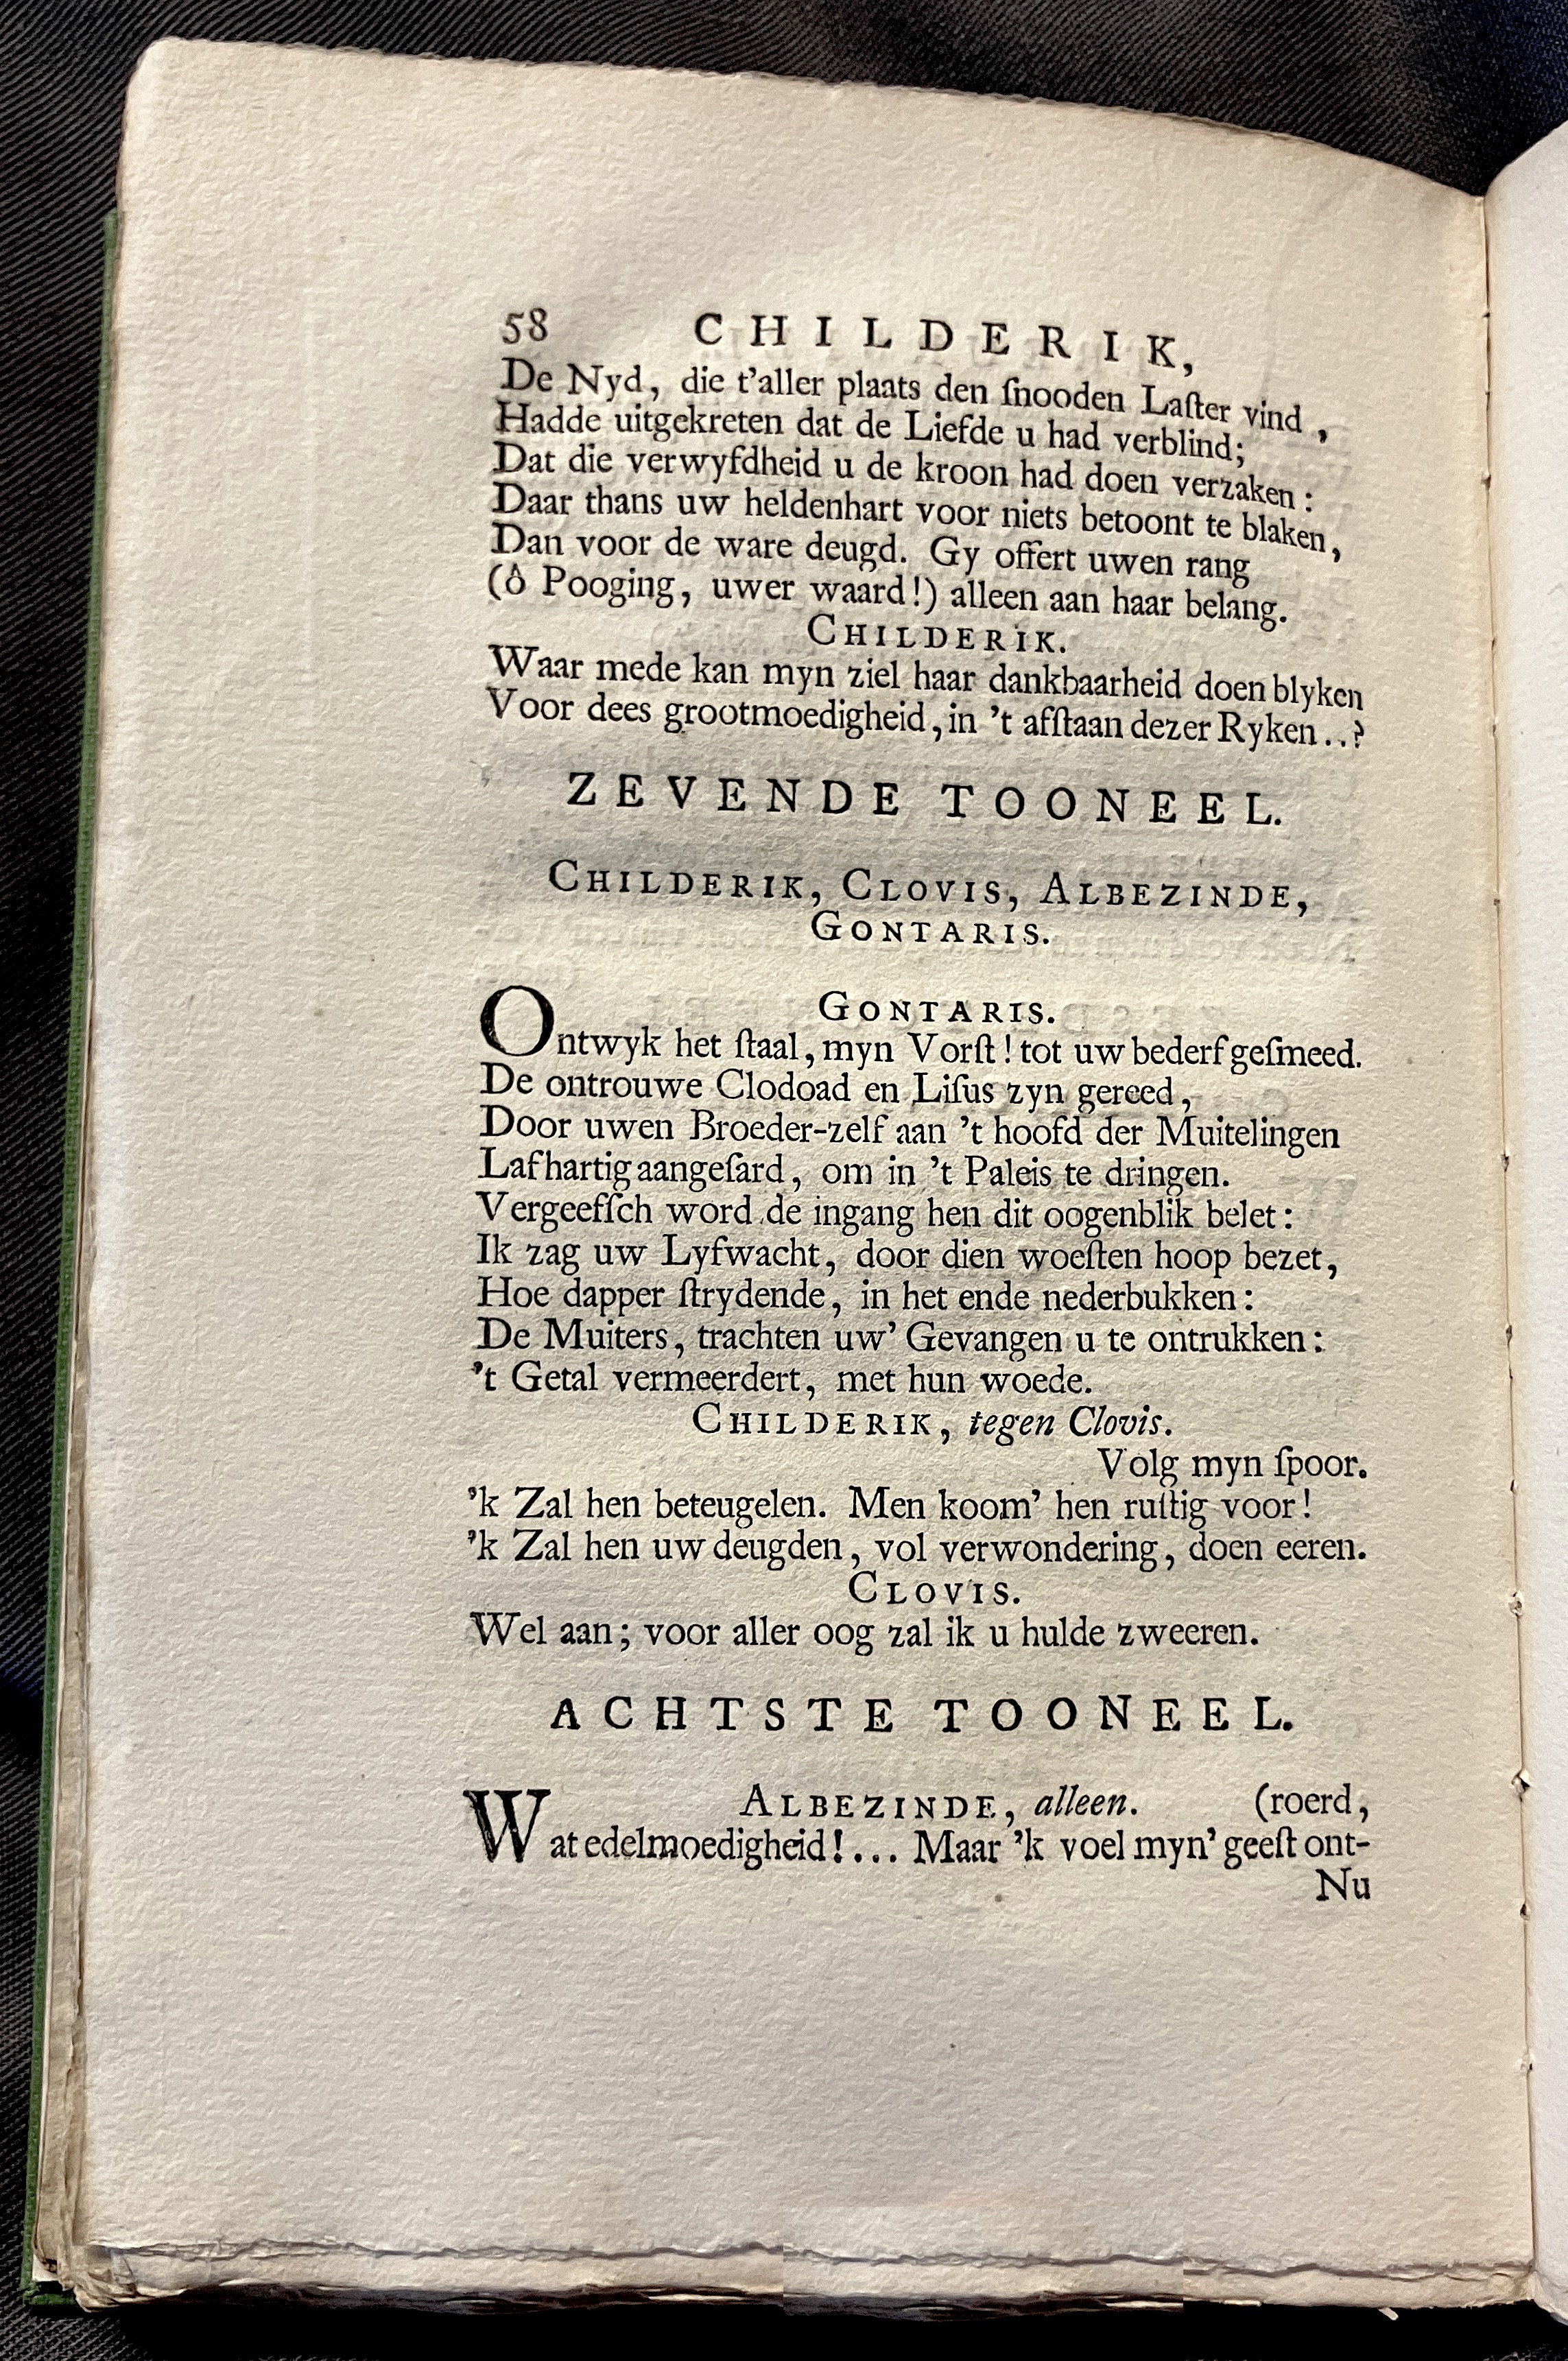 58 CHILDERIK,
De Nyd, die t'aller plaats den ſnooden Laſter vind,
Hadde uitgekreten dat de Liefde u had verblind;
Dat die verwyfdheid u de kroon had doen verzaken:
Daar thans uw heldenhart voor niets betoont te blaken,
Dan voor de ware deugd. Gy offert uwen rang
(ô Pooging, uwer waard!) alleen aan haar belang.
CHILDERIK.
Waar mede kan myn ziel haar dankbaarheid doen blyken
Voor dees grootmoedigheid, in 't afſtaan dezer Ryken..?
ZEVENDE TOONEEL.
CHILDERIK, CLOVIS, ALBEZINDE,
GONTARIS.
GONTARIS.
Ontwyk het ſtaal, myn Vorſt! tot uw bederf geſmeed.
De ontrouwe Clodoad en Liſus zyn gereed,
Door uwen Broeder-zelf aan 't hoofd der Muitelingen
Lafhartig aangeſard, om in 't Paleis te dringen.
Vergeefſch word de ingang hen dit oogenblik belet:
Ik zag uw Lyfwacht, door dien woeſten hoop bezet,
Hoe dapper ſtrydende, in het ende nederbukken:
De Muiters, trachten uw' Gevangen u te ontrukken:
't Getal vermeerdert, met hun woede.
CHILDERIK, tegen Clovis.
Volg myn ſpoor.
'k Zal hen beteugelen. Men koom' hen ruſtig voor!
'k Zal hen uw deugden, vol verwondering, doen eeren.
CLOVIS.
Wel aan; voor aller oog zal ik u hulde zweeren.
ACHTSTE TOONEEL.
ALBEZINDE, alleen. (roerd,
Wat edelmoedigheid!... Maar 'k voel myn' geeſt ont-
Nu